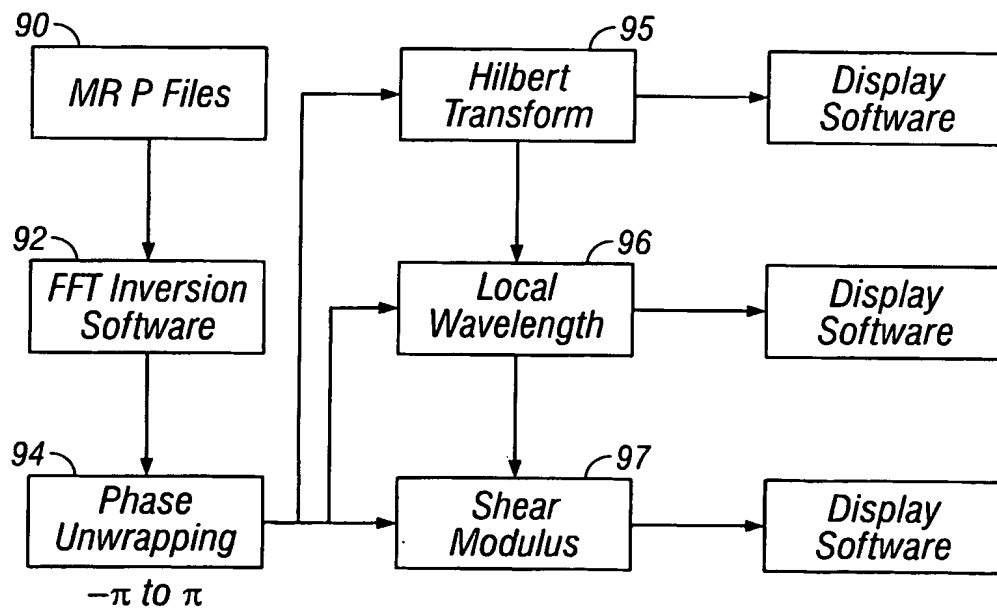 90
MR P Files
92
FFT Inversion
Software
94
Phase
Unwrapping
−π to π
95
Hilbert
Transform
96
Local
Wavelength
97
Shear
Modulus
Display
Software
Display
Software
Display
Software